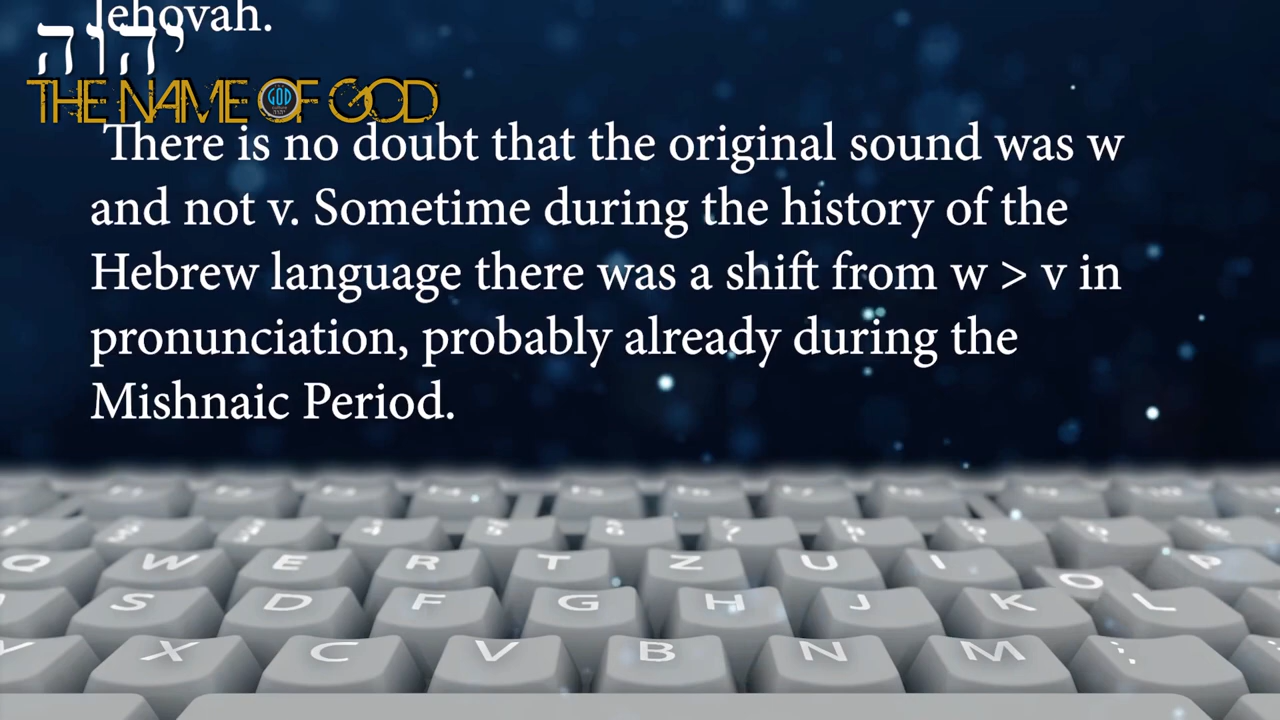 Jehovah.
יהוה
THE NAME OF GOD
GOD
There is no doubt that the original sound was w
and not v. Sometime during the history of the
Hebrew language there was a shift from w > v in
pronunciation, probably already during the
Mishnaic Period.
Q W E R T Z U I O P
S D F G H J K L
Y X C V B N M